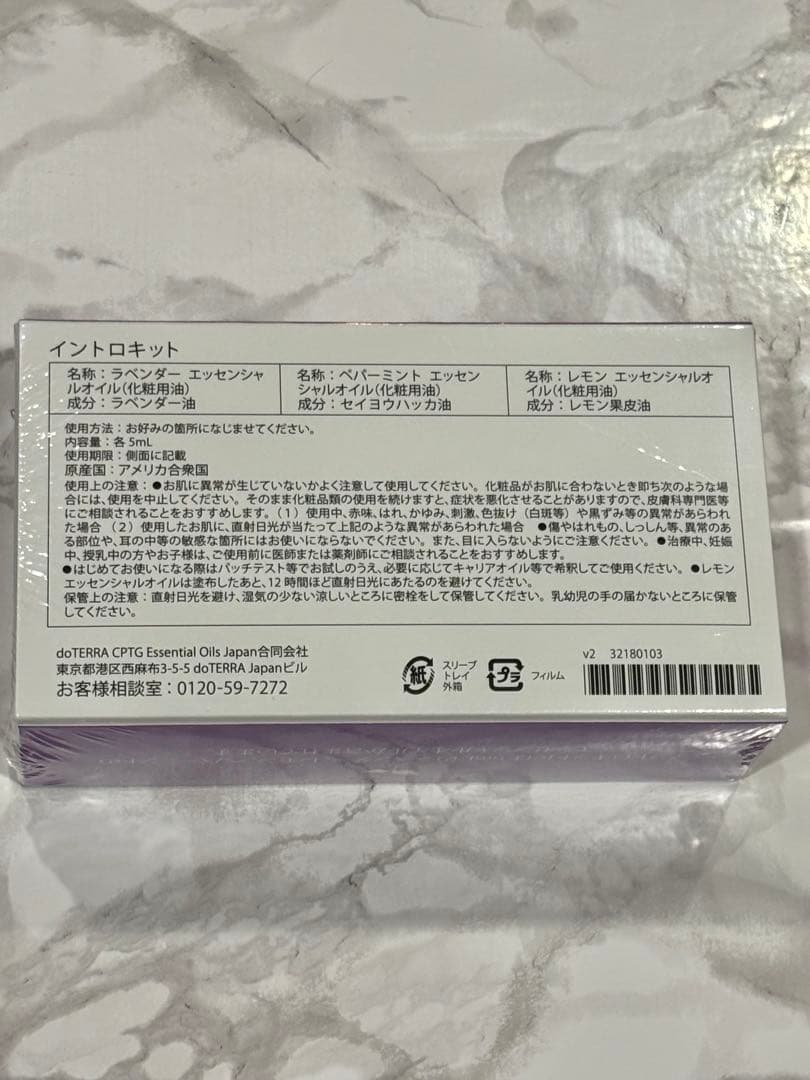 イントロキット
名称：ラベンダー エッセンシャ
ルオイル（化粧用油）
成分：ラベンダー油
名称：ペパーミント エッセン
シャルオイル（化粧用油）
成分：セイヨウハッカ油
名称：レモン エッセンシャルオ
イル（化粧用油）
成分：レモン果皮油
使用方法：お好みの箇所になじませてください。
内容量：各 5mL
使用期限：側面に記載
原産国：アメリカ合衆国
使用上の注意：●お肌に異常が生じていないかよく注意して使用してください。化粧品がお肌に合わないとき即ち次のような場
合には、使用を中止してください。そのまま化粧品類の使用を続けますと、症状を悪化させることがありますので、皮膚科専門医等
にご相談されることをおすすめします。（1）使用中、赤味、はれ、かゆみ、刺激、色抜け（白斑等）や黒ずみ等の異常があらわれ
た場合（2）使用したお肌に、直射日光が当たって上記のような異常があらわれた場合 ●傷やはれもの、しっしん等、異常のあ
る部位や、耳の中等の敏感な箇所にはお使いにならないでください。また、目に入らないようにご注意ください。●治療中、妊娠
中、授乳中の方やお子様は、ご使用前に医師または薬剤師にご相談されることをおすすめします。
●はじめてお使いになる際はパッチテスト等でお試しのうえ、必要に応じてキャリアオイル等で希釈してご使用ください。●レモン
エッセンシャルオイルは塗布したあと、12時間ほど直射日光にあたるのを避けてください。
保管上の注意：直射日光を避け、湿気の少ない涼しいところに密栓をして保管してください。乳幼児の手の届かないところに保管
してください。
doTERRA CPTG Essential Oils Japan合同会社
東京都港区西麻布3-5-5 doTERRA Japanビル
お客様相談室：0120-59-7272
紙
スリーブ
トレイ
外箱
プラ
フィルム
v2 32180103